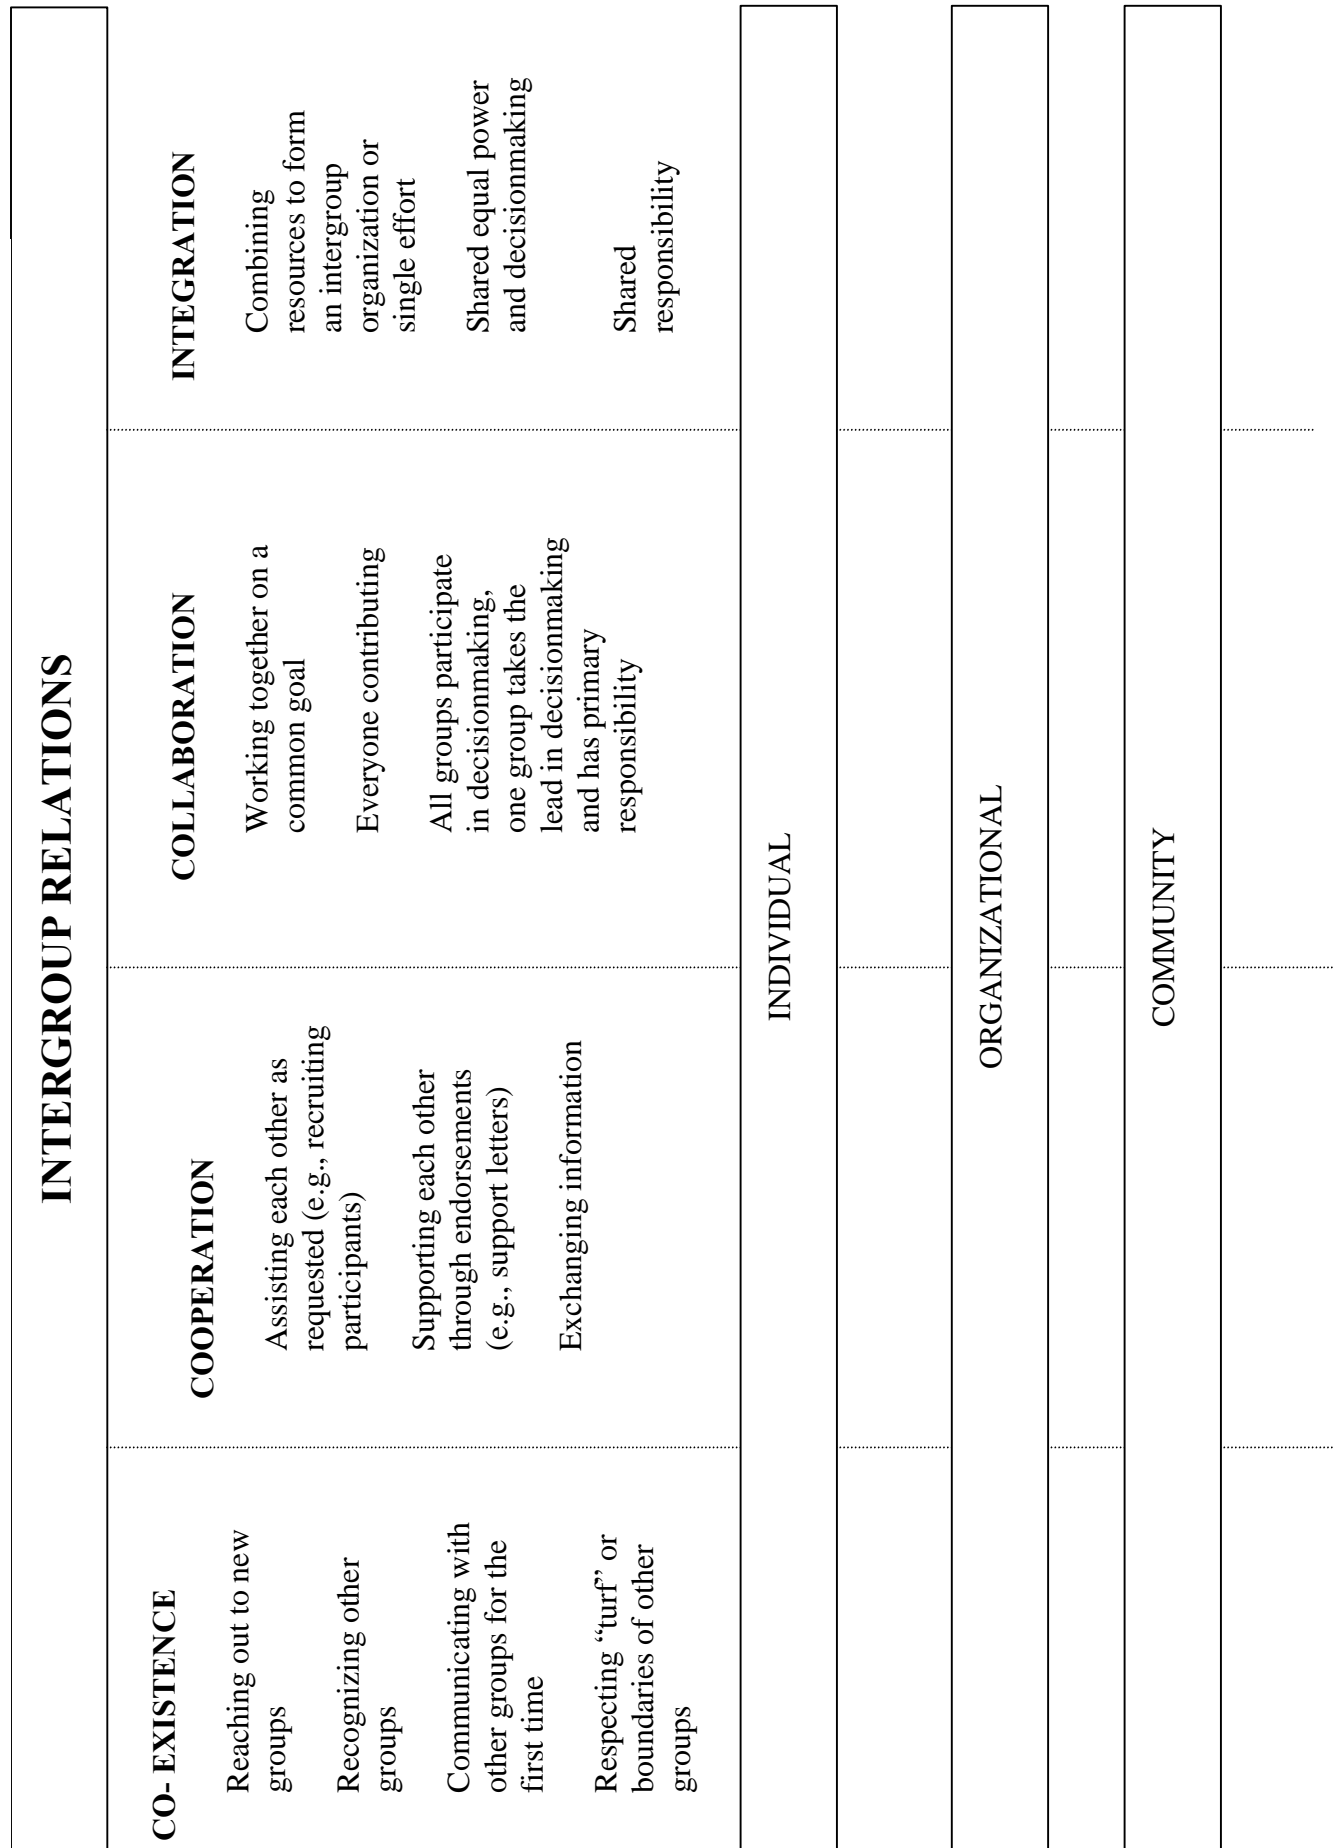 INTERGROUP RELATIONS
CO- EXISTENCE
Reaching out to new
groups
Recognizing other
groups
Communicating with
other groups for the
first time
Respecting “turf” or
boundaries of other
groups
COOPERATION
Assisting each other as
requested (e.g., recruiting
participants)
Supporting each other
through endorsements
(e.g., support letters)
Exchanging information
COLLABORATION
Working together on a
common goal
Everyone contributing
All groups participate
in decisionmaking,
one group takes the
lead in decisionmaking
and has primary
responsibility
INTEGRATION
Combining
resources to form
an intergroup
organization or
single effort
Shared equal power
and decisionmaking
Shared
responsibility
INDIVIDUAL
ORGANIZATIONAL
COMMUNITY